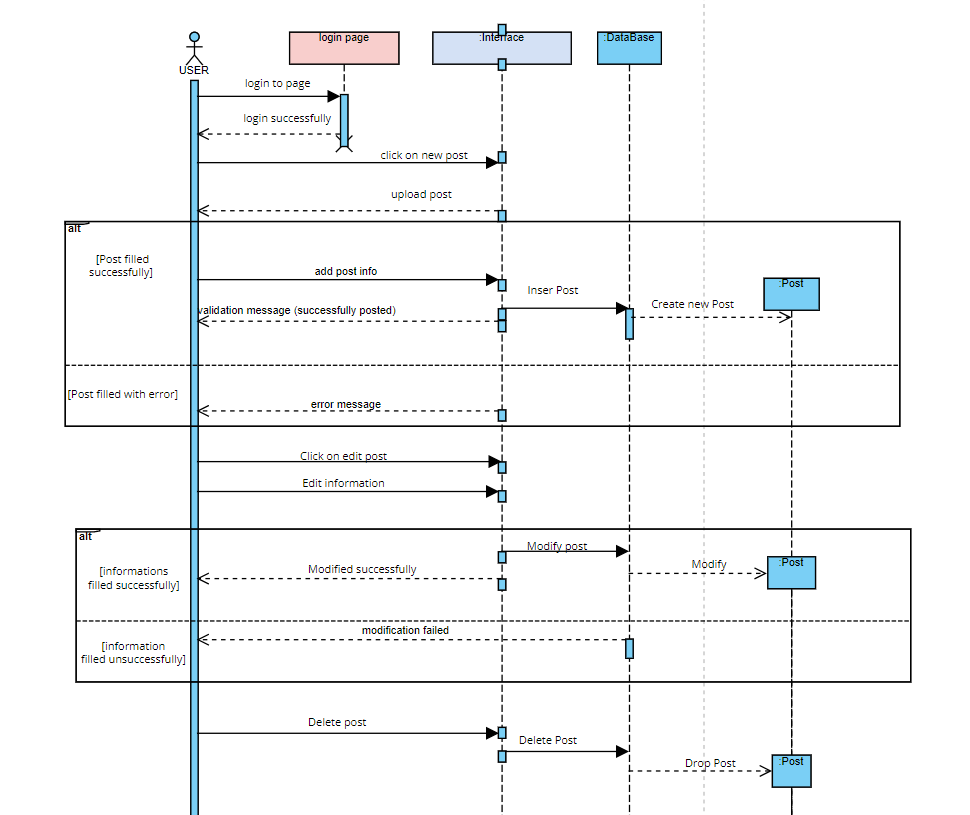 login page
:Interface
:DataBase
USER
login to page
login successfully
click on new post
upload post
alt
[Post filled
successfully]
add post info
:Post
Inser Post
Create new Post
validation message (successfully posted)
[Post filled with error]
error message
Click on edit post
Edit information
alt
Modify post
:Post
Modify
Modified successfully
[informations
filled successfully]
modification failed
[information
filled unsuccessfully]
Delete post
Delete Post
Drop Post
:Post